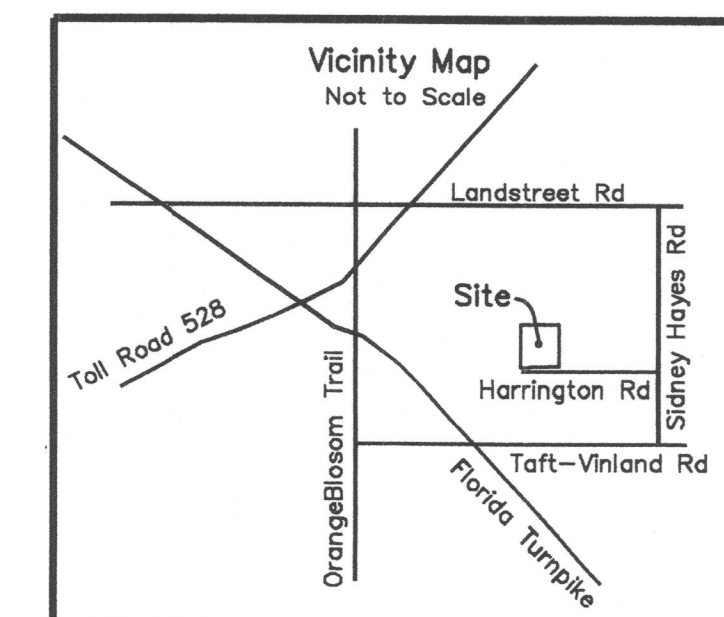 Vicinity Map
Not to Scale
Landstreet Rd
Sidney Hayes Rd
Site
Toll Road 528
Harrington Rd
OrangeBlosom Trail
Taft-Vinland Rd
Florida Turnpike